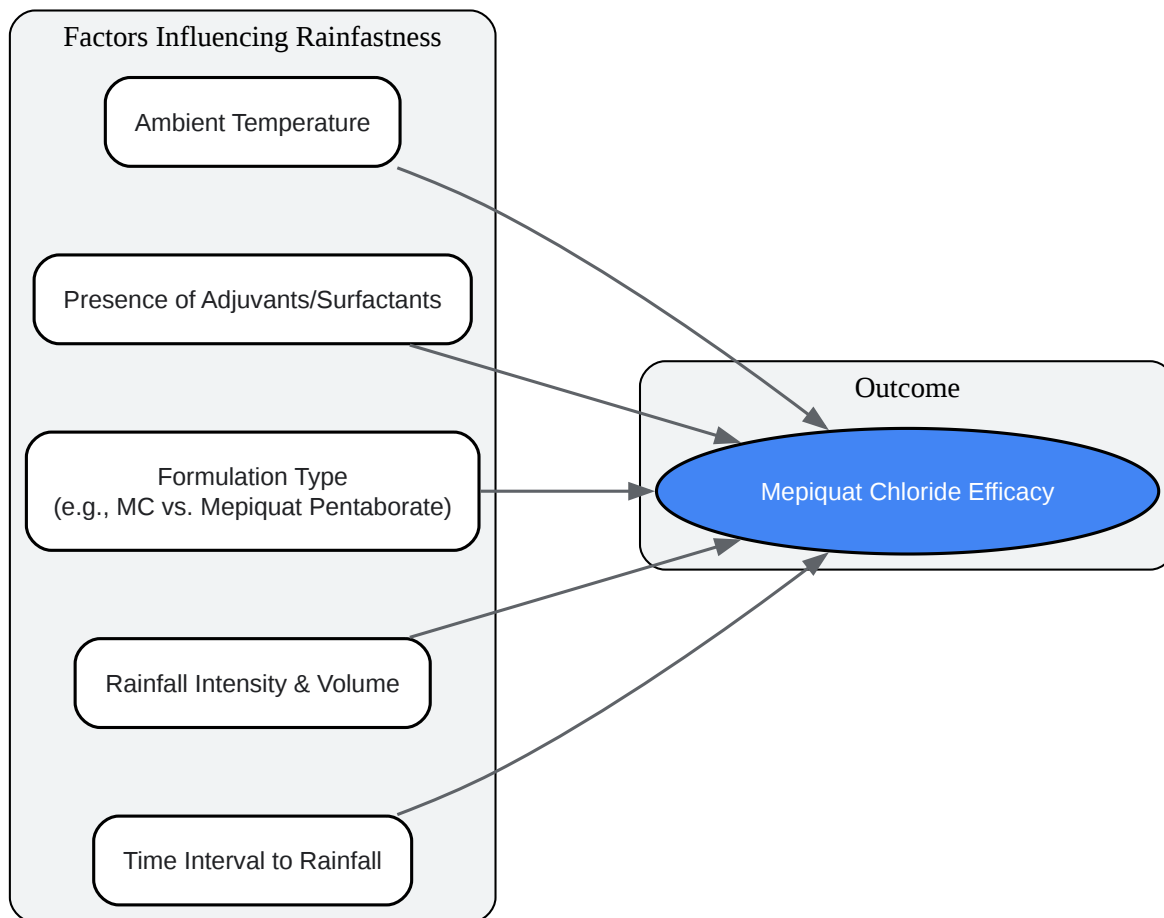 Factors Influencing Rainfastness
Ambient Temperature
Presence of Adjuvants/Surfactants
Formulation Type
(e.g., MC vs. Mepiquat Pentaborate)
Rainfall Intensity & Volume
Time Interval to Rainfall
Outcome
Mepiquat Chloride Efficacy